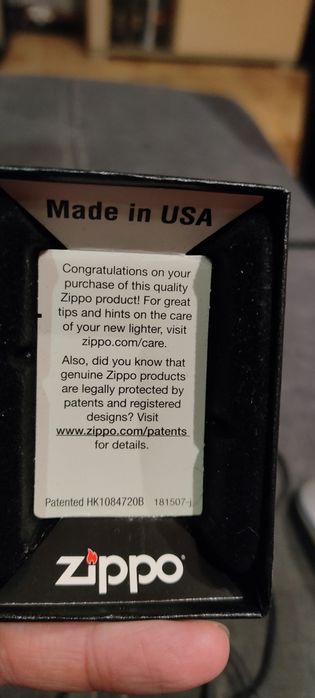 Made in USA
Congratulations on your
purchase of this quality
Zippo product! For great
tips and hints on the care
of your new lighter, visit
zippo.com/care.
Also, did you know that
genuine Zippo products
are legally protected by
patents and registered
designs? Visit
www.zippo.com/patents
for details.
Patented HK1084720B 181507-j
zippo®